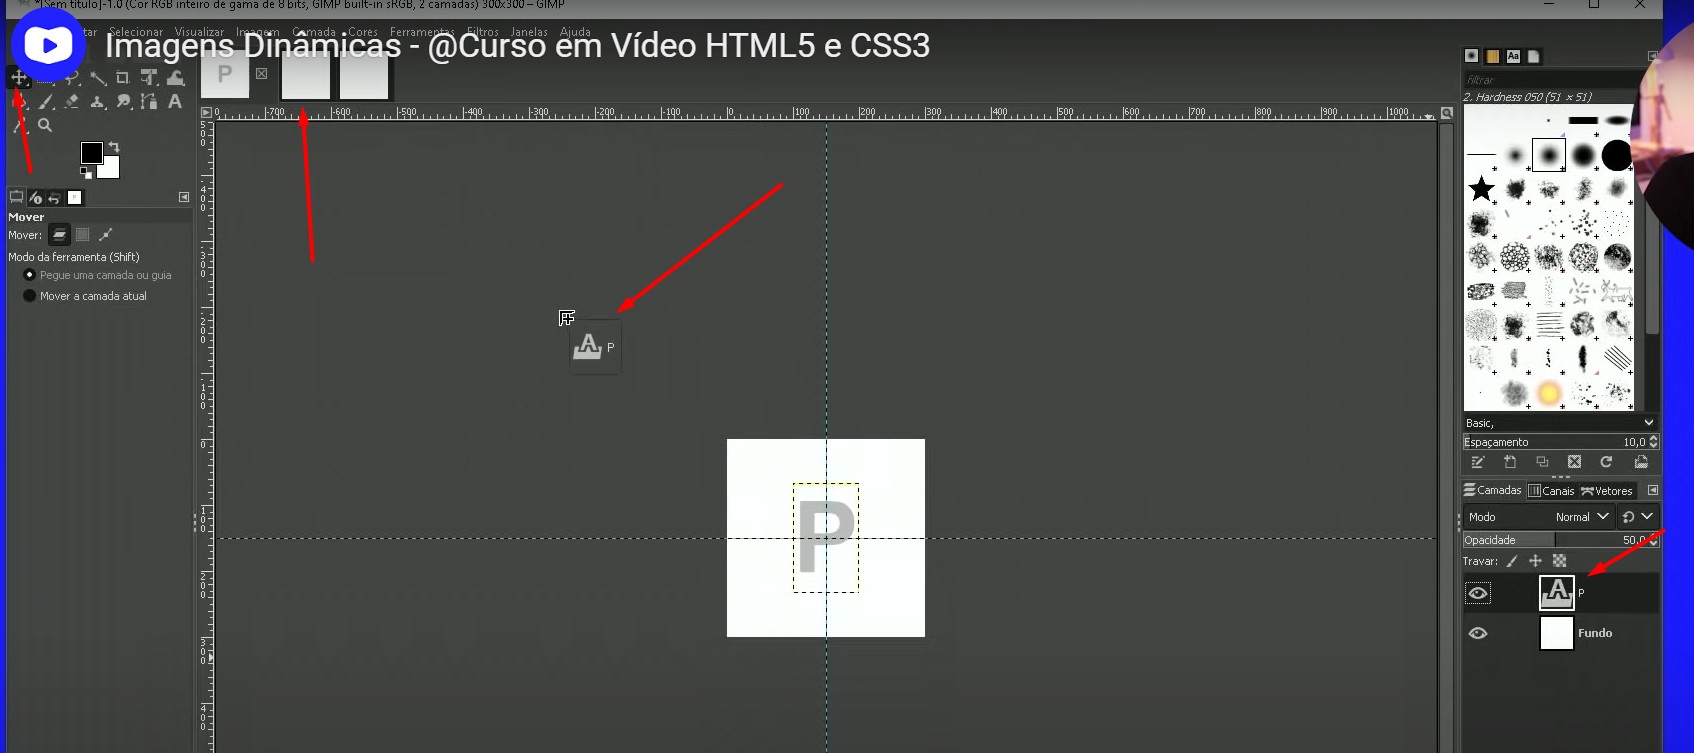 *[Sem título]-1.0 (Cor RGB inteiro de gama de 8 bits, GIMP built-in sRGB, 2 camadas) 300x300 – GIMP
Selecionar Visualizar Imagem Camada Cores Ferramentas Filtros Janelas Ajuda
Imagens Dinâmicas - @Curso em Vídeo HTML5 e CSS3
P
Filtrar
2. Hardness 050 (51 × 51)
-700 -600 -500 -400 -300 -200 -100 0 100 200 300 400 500 600 700 800 900 1000
Mover
Mover:
Modo da ferramenta (Shift)
Pegue uma camada ou guia
Mover a camada atual
A P
P
Basic,
Espaçamento 10,0
Camadas Canais Vetores
Modo Normal
Opacidade 50,0
Travar:
A P
Fundo